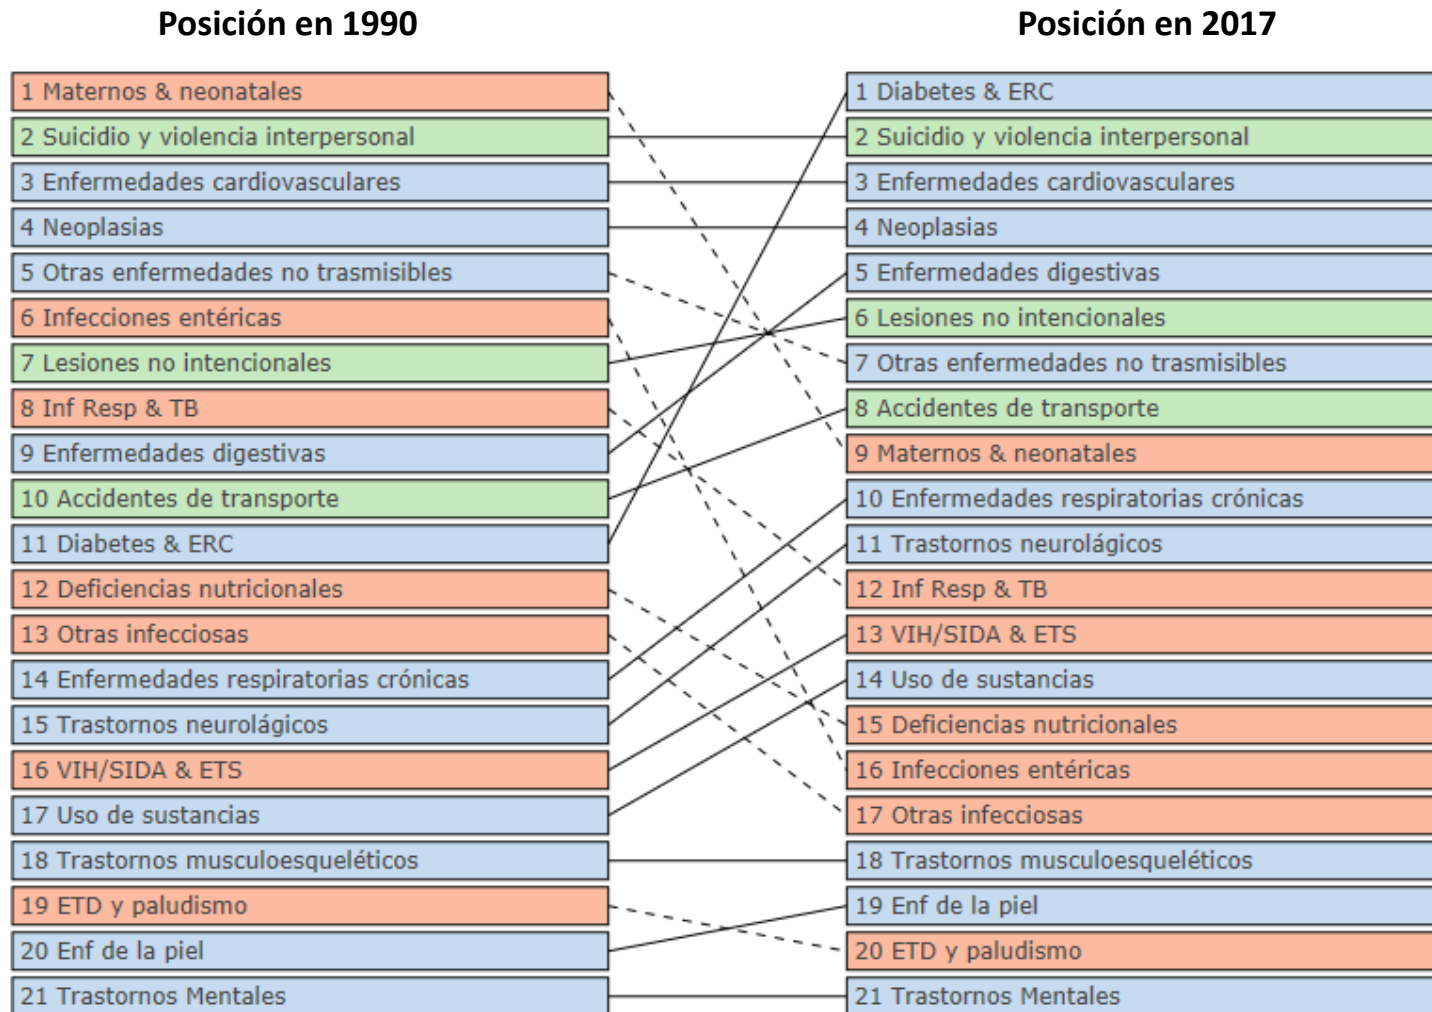 Posición en 1990
1 Maternos & neonatales
2 Suicidio y violencia interpersonal
3 Enfermedades cardiovasculares
4 Neoplasias
5 Otras enfermedades no trasmisibles
6 Infecciones entéricas
7 Lesiones no intencionales
8 Inf Resp & TB
9 Enfermedades digestivas
10 Accidentes de transporte
11 Diabetes & ERC
12 Deficiencias nutricionales
13 Otras infecciosas
14 Enfermedades respiratorias crónicas
15 Trastornos neurolágicos
16 VIH/SIDA & ETS
17 Uso de sustancias
18 Trastornos musculoesqueléticos
19 ETD y paludismo
20 Enf de la piel
21 Trastornos Mentales
Posición en 2017
1 Diabetes & ERC
2 Suicidio y violencia interpersonal
3 Enfermedades cardiovasculares
4 Neoplasias
5 Enfermedades digestivas
6 Lesiones no intencionales
7 Otras enfermedades no trasmisibles
8 Accidentes de transporte
9 Maternos & neonatales
10 Enfermedades respiratorias crónicas
11 Trastornos neurolágicos
12 Inf Resp & TB
13 VIH/SIDA & ETS
14 Uso de sustancias
15 Deficiencias nutricionales
16 Infecciones entéricas
17 Otras infecciosas
18 Trastornos musculoesqueléticos
19 Enf de la piel
20 ETD y paludismo
21 Trastornos Mentales